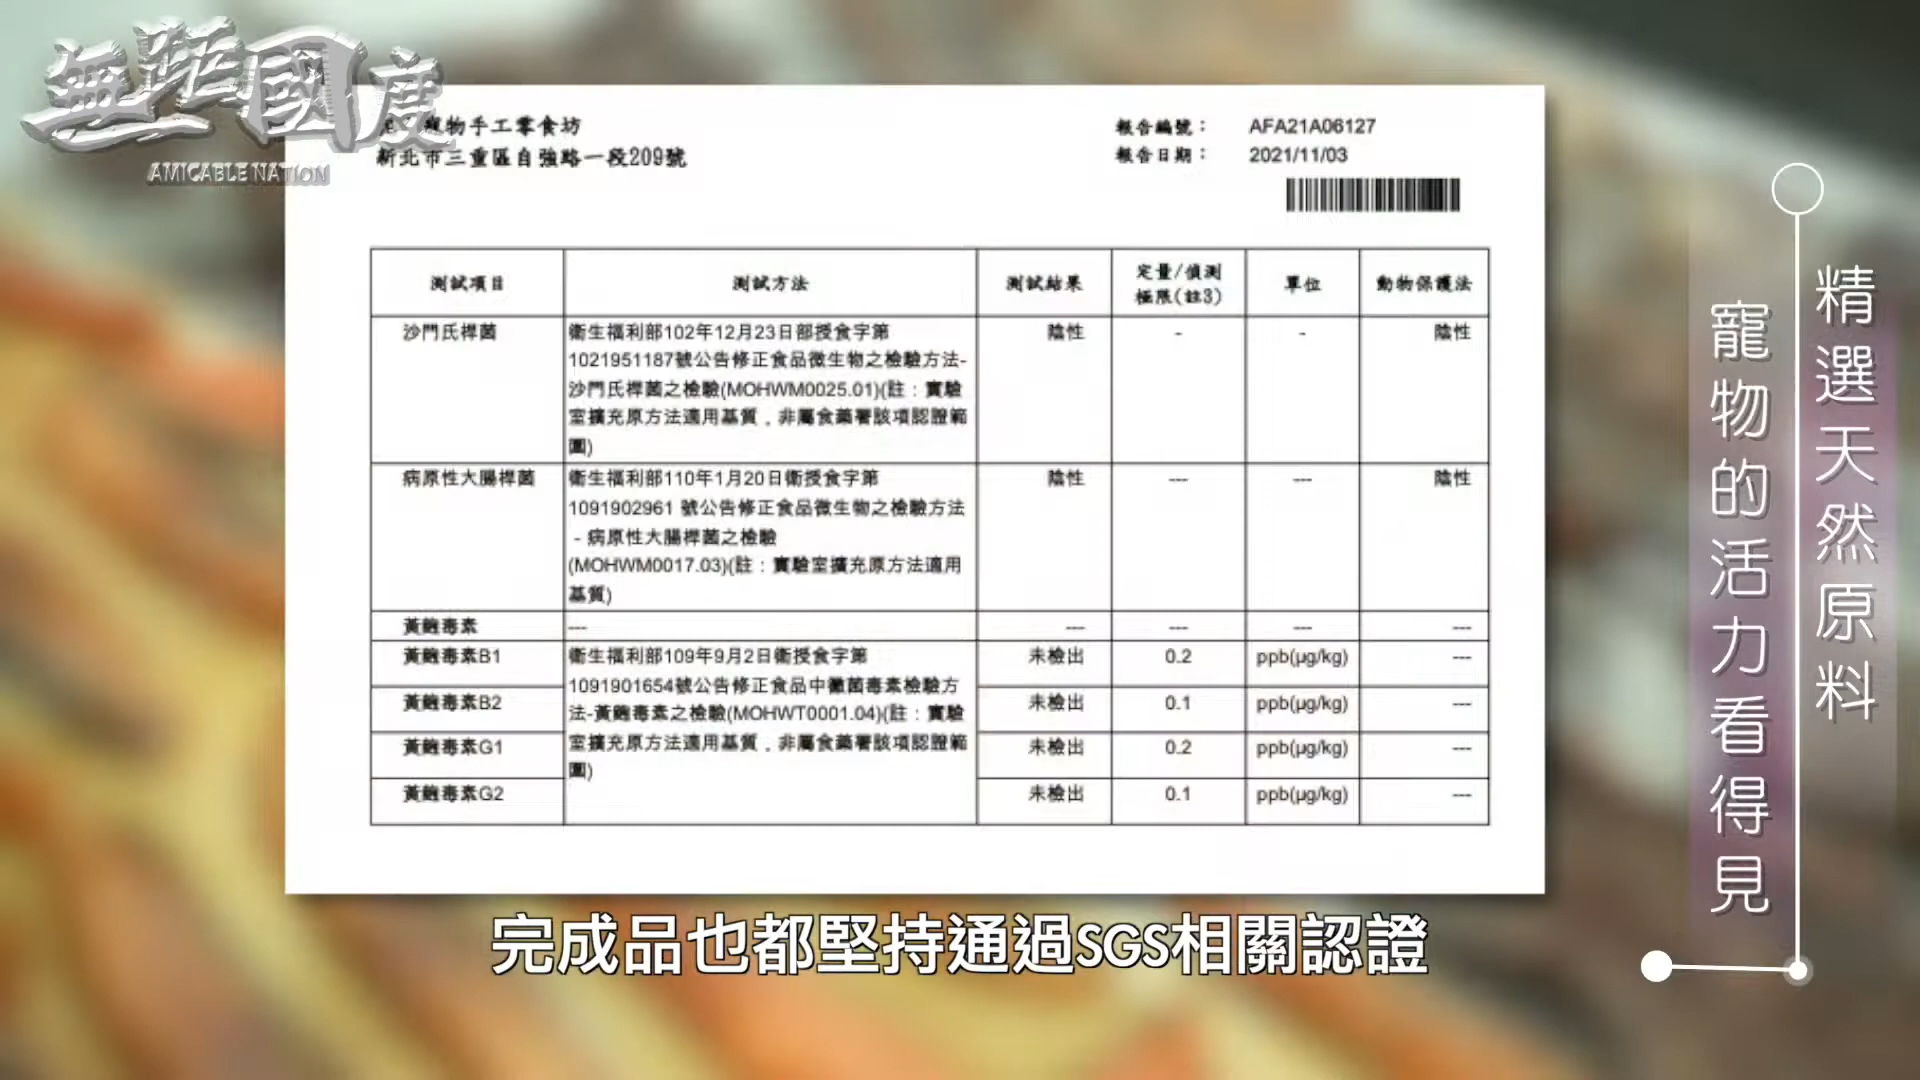 無距國度
AMICABLE NATION
寵物手工零食坊
新北市三重區自強路一段209號
報告編號： AFA21A06127
報告日期： 2021/11/03
測試項目 測試方法 測試結果 定量/偵測 單位 動物保護法
極限(註3)
沙門氏桿菌 衛生福利部102年12月23日部授食字第 陰性 - - 陰性
1021951187號公告修正食品微生物之檢驗方法-
沙門氏桿菌之檢驗(MOHWM0025.01)(註：實驗
室擴充原方法適用基質，非屬食藥署該項認證範
圍)
病原性大腸桿菌 衛生福利部110年1月20日衛授食字第 陰性 --- --- 陰性
1091902961 號公告修正食品微生物之檢驗方法
- 病原性大腸桿菌之檢驗
(MOHWM0017.03)(註：實驗室擴充原方法適用
基質)
黃麴毒素 --- --- --- --- ---
黃麴毒素B1 衛生福利部109年9月2日衛授食字第 未檢出 0.2 ppb(μg/kg) ---
1091901654號公告修正食品中黴菌毒素檢驗方
黃麴毒素B2 法-黃麴毒素之檢驗(MOHWT0001.04)(註：實驗 未檢出 0.1 ppb(μg/kg) ---
黃麴毒素G1 室擴充原方法適用基質，非屬食藥署該項認證範 未檢出 0.2 ppb(μg/kg) ---
圍)
黃麴毒素G2 未檢出 0.1 ppb(μg/kg) ---
精選天然原料
寵物的活力看得見
完成品也都堅持通過SGS相關認證